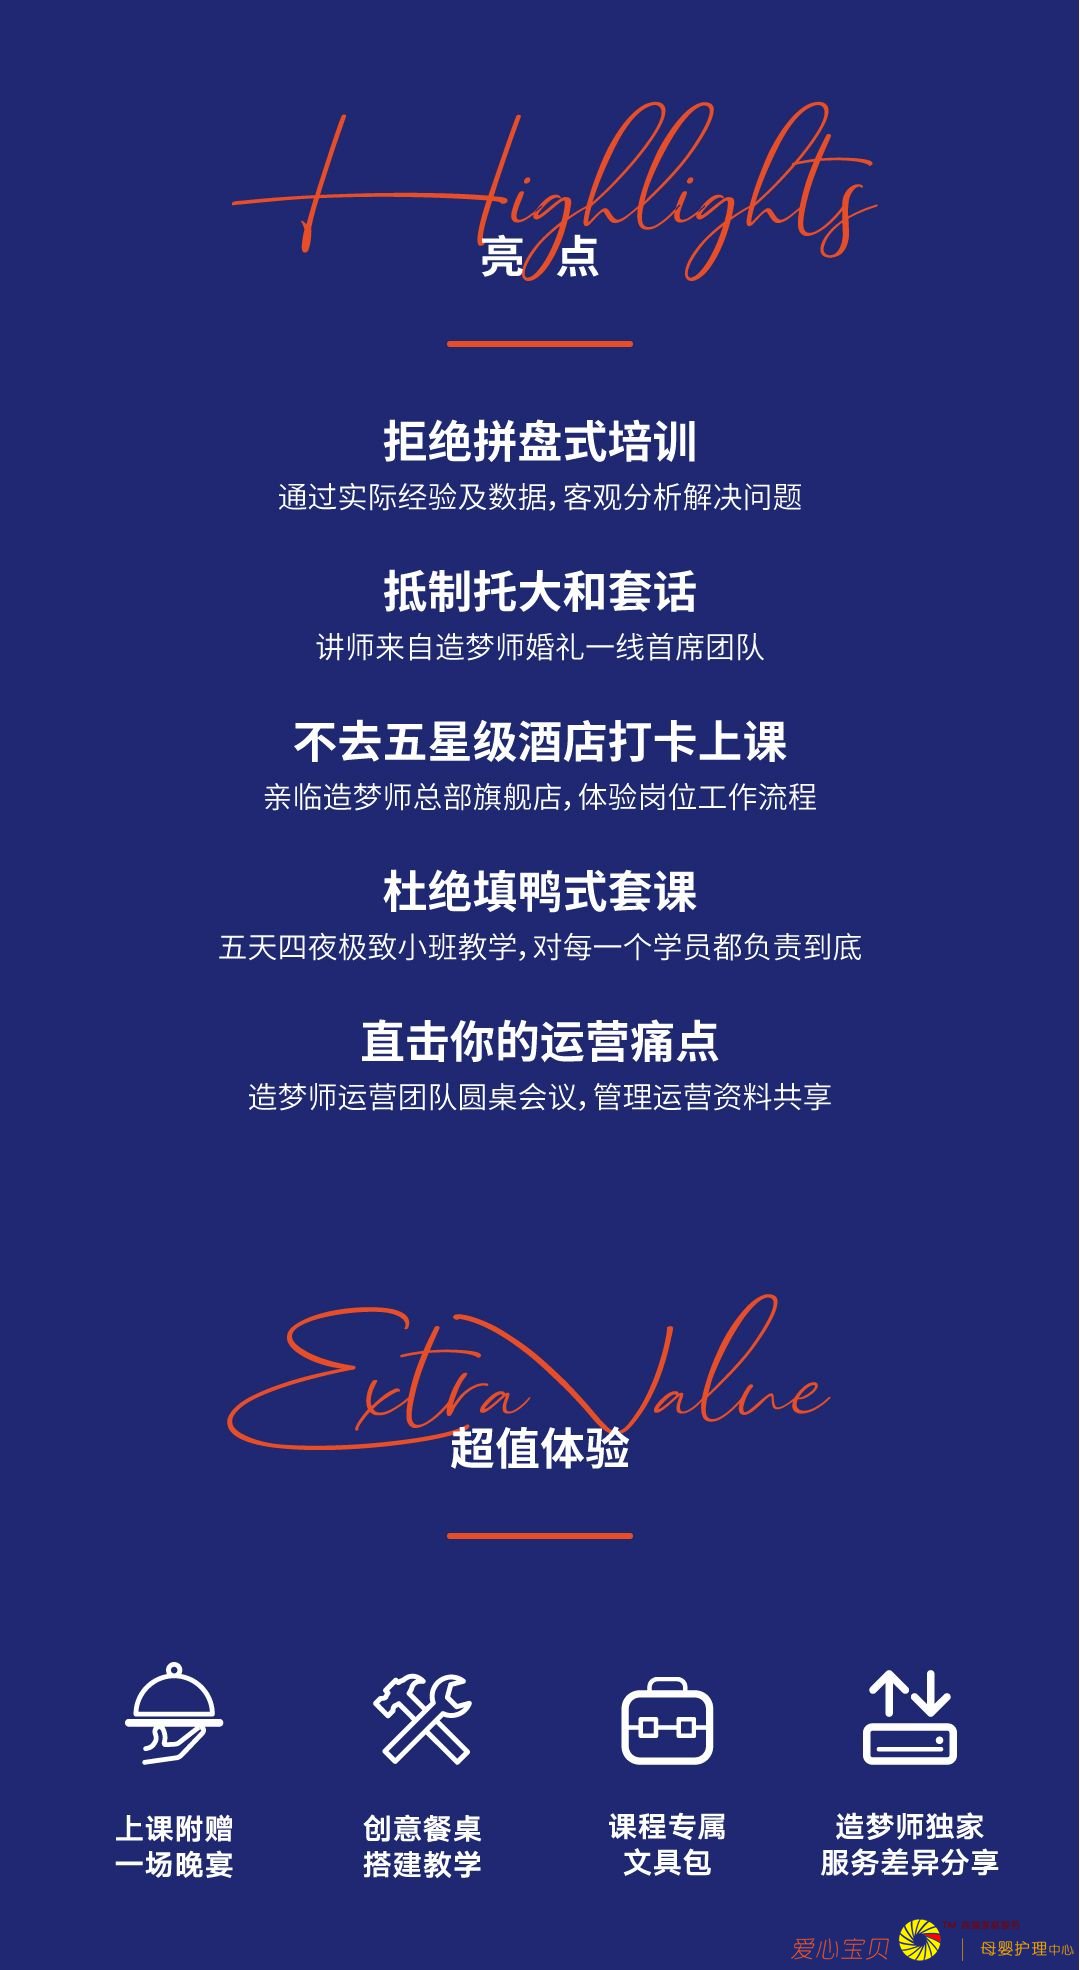 Highlights
亮 点
拒绝拼盘式培训
通过实际经验及数据，客观分析解决问题
抵制托大和套话
讲师来自造梦师婚礼一线首席团队
不去五星级酒店打卡上课
亲临造梦师总部旗舰店，体验岗位工作流程
杜绝填鸭式套课
五天四夜极致小班教学，对每一个学员都负责到底
直击你的运营痛点
造梦师运营团队圆桌会议，管理运营资料共享
Extra Value
超值体验
上课附赠
一场晚宴
创意餐桌
搭建教学
课程专属
文具包
造梦师独家
服务差异分享
爱心宝贝
母婴护理中心